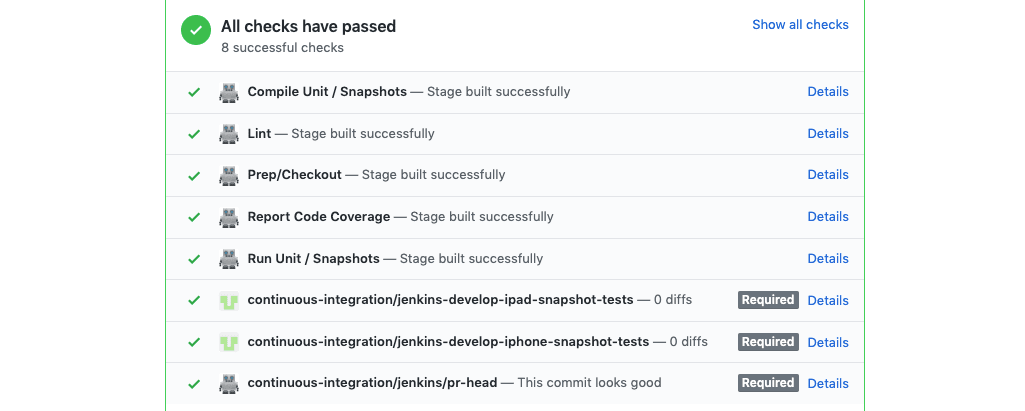 All checks have passed
Show all checks
8 successful checks
Compile Unit / Snapshots — Stage built successfully Details
Lint — Stage built successfully Details
Prep/Checkout — Stage built successfully Details
Report Code Coverage — Stage built successfully Details
Run Unit / Snapshots — Stage built successfully Details
continuous-integration/jenkins-develop-ipad-snapshot-tests — 0 diffs Required Details
continuous-integration/jenkins-develop-iphone-snapshot-tests — 0 diffs Required Details
continuous-integration/jenkins/pr-head — This commit looks good Required Details